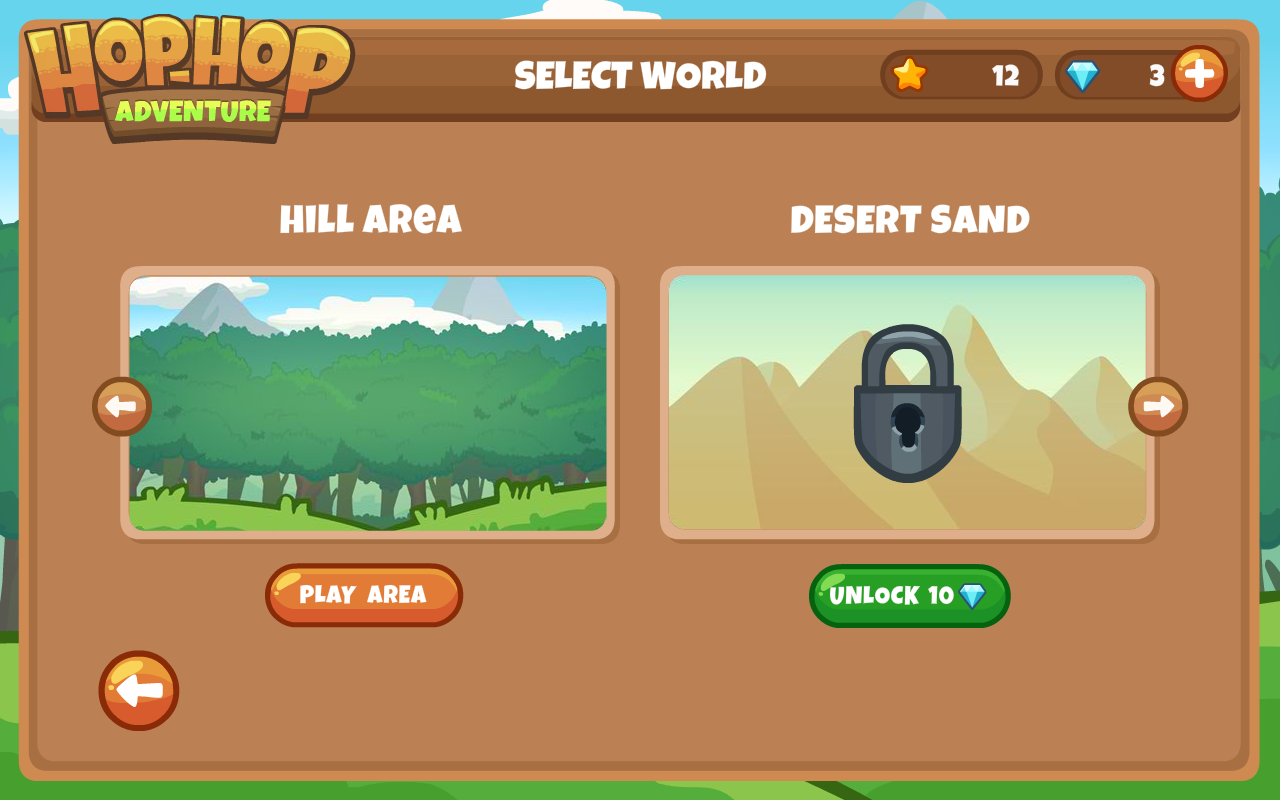 HOP-HOP
ADVENTURE
SELECT WORLD
12
3
HILL AReA
DESERT SAND
PLAY AREA
UNLOCK 10